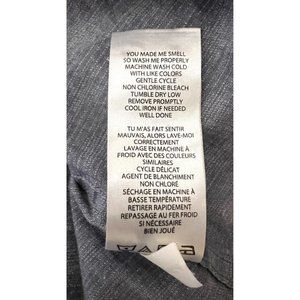 YOU MADE ME SMELL
SO WASH ME PROPERLY
MACHINE WASH COLD
WITH LIKE COLORS
GENTLE CYCLE
NON CHLORINE BLEACH
TUMBLE DRY LOW
REMOVE PROMPTLY
COOL IRON IF NEEDED
WELL DONE
TU M'AS FAIT SENTIR
MAUVAIS, ALORS LAVE-MOI
CORRECTEMENT
LAVAGE EN MACHINE À
FROID AVEC DES COULEURS
SIMILAIRES
CYCLE DÉLICAT
AGENT DE BLANCHIMENT
NON CHLORÉ
SÉCHAGE EN MACHINE À
BASSE TEMPÉRATURE
RETIRER RAPIDEMENT
REPASSAGE AU FER FROID
SI NÉCESSAIRE
BIEN JOUÉ